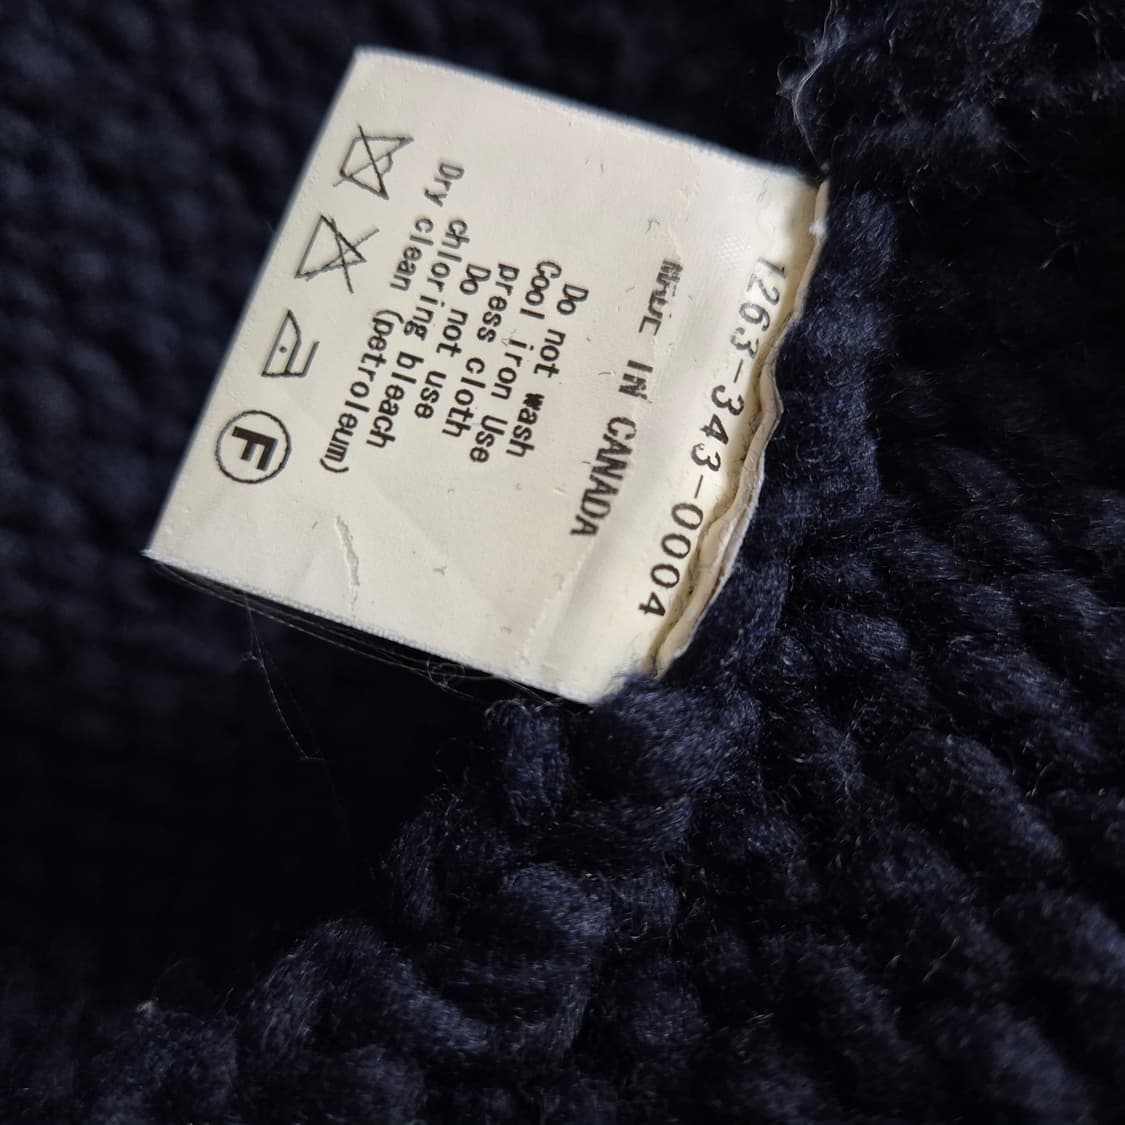 1263-343-0004
MADE IN CANADA
Do not wash
Cool iron Use
press cloth
Do not use
chloring bleach
Dry clean (petroleum)
F